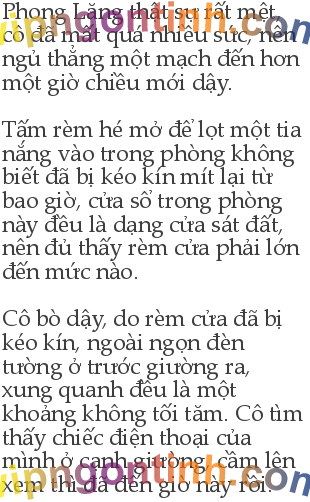 Phong Lăng thật sự rất mệt,
cô đã mất quá nhiều sức, nên
ngủ thẳng một mạch đến hơn
một giờ chiều mới dậy.
Tấm rèm hé mở để lọt một tia
nắng vào trong phòng không
biết đã bị kéo kín mít lại từ
bao giờ, cửa sổ trong phòng
này đều là dạng cửa sát đất,
nên đủ thấy rèm cửa phải lớn
đến mức nào.
Cô bò dậy, do rèm cửa đã bị
kéo kín, ngoài ngọn đèn
tường ở trước giường ra,
xung quanh đều là một
khoảng không tối tăm. Cô tìm
thấy chiếc điện thoại của
mình ở cạnh giường, cầm lên
xem thì đã đến giờ này rồi.
vipngontinh.com
vipngontinh.com